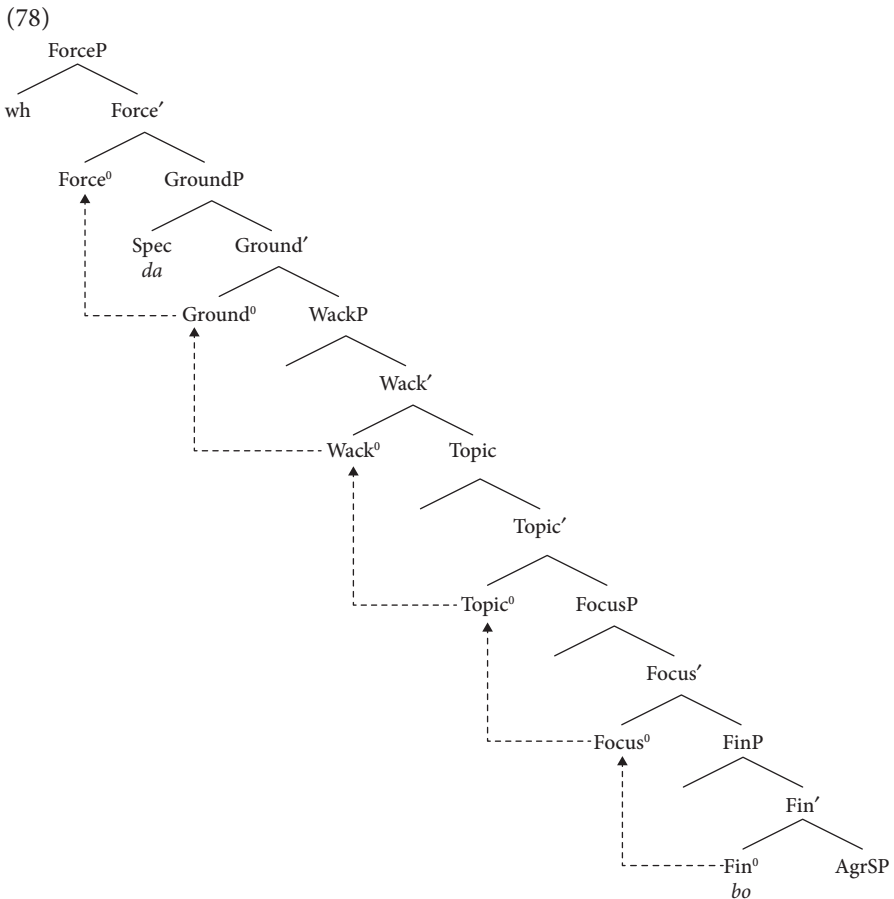 (78)
ForceP
wh Force′
Force⁰ GroundP
Spec Ground′
da
Ground⁰ WackP
Wack′
Wack⁰ Topic
Topic′
Topic⁰ FocusP
Focus′
Focus⁰ FinP
Fin′
Fin⁰ AgrSP
bo